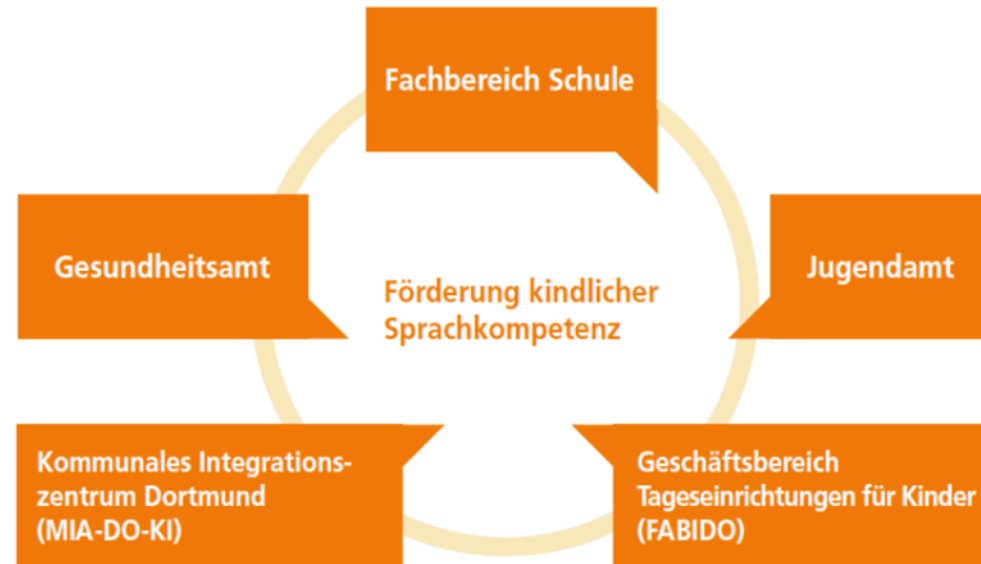 Fachbereich Schule
Gesundheitsamt
Jugendamt
Förderung kindlicher
Sprachkompetenz
Kommunales Integrations-
zentrum Dortmund
(MIA-DO-KI)
Geschäftsbereich
Tageseinrichtungen für Kinder
(FABIDO)